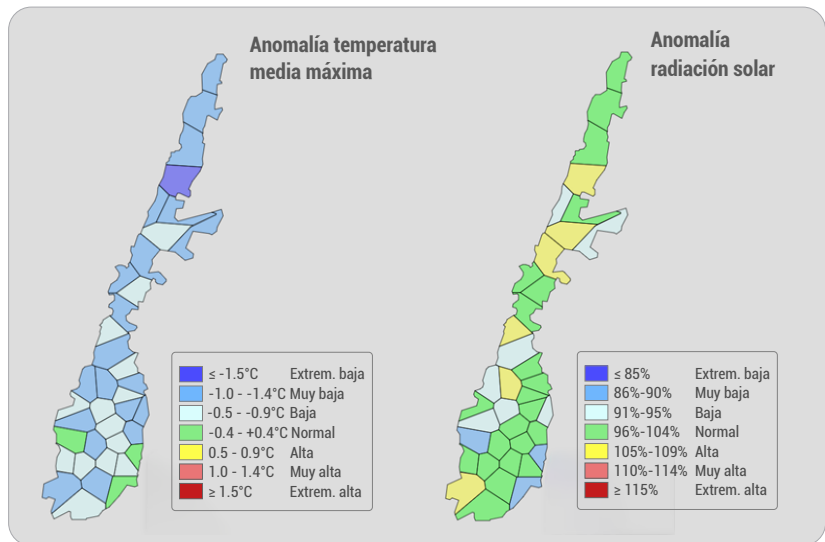 Anomalía temperatura
media máxima
Anomalía
radiación solar
≤ -1.5°C Extrem. baja
-1.0 - -1.4°C Muy baja
-0.5 - -0.9°C Baja
-0.4 - +0.4°C Normal
0.5 - 0.9°C Alta
1.0 - 1.4°C Muy alta
≥ 1.5°C Extrem. alta
≤ 85% Extrem. baja
86%-90% Muy baja
91%-95% Baja
96%-104% Normal
105%-109% Alta
110%-114% Muy alta
≥ 115% Extrem. alta